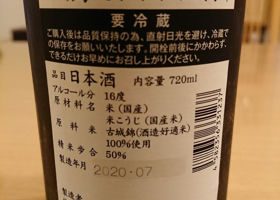 要冷蔵
ご購入後は品質保持の為、直射日光を避け、冷蔵で
の保存をお願いします。開栓前後にかかわらず、
できるだけお早めにお召し上がりください。
品目 日本酒 内容量 720ml
アルコール分 16度
原材料名 米(国産)
米こうじ(国産米)
原料米 古城錦(酒造好適米)
100%使用
精米歩合 50%
製造年月 2020.07
製造者